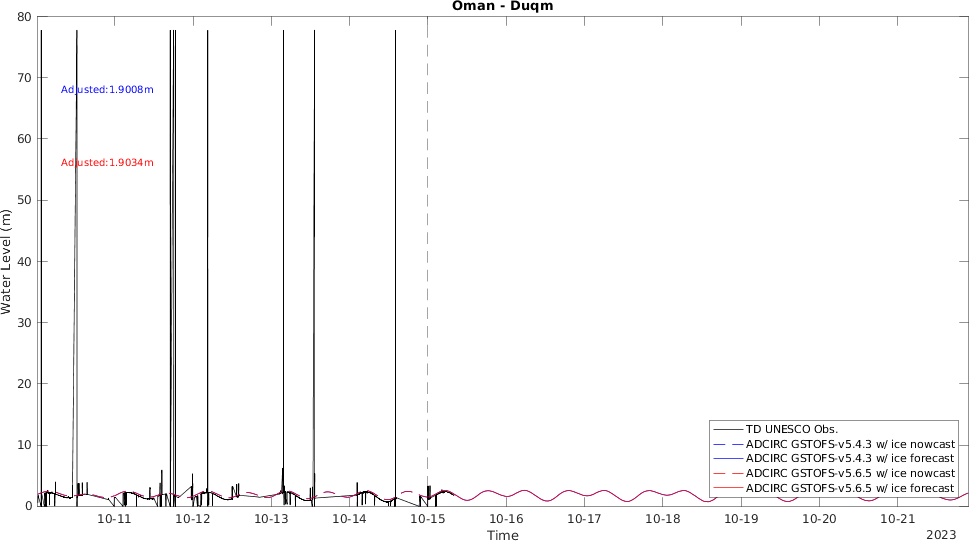 Oman - Duqm
80
70
60
50
40
30
20
10
0
Water Level (m)
Adjusted:1.9008m
Adjusted:1.9034m
TD UNESCO Obs.
ADCIRC GSTOFS-v5.4.3 w/ ice nowcast
ADCIRC GSTOFS-v5.4.3 w/ ice forecast
ADCIRC GSTOFS-v5.6.5 w/ ice nowcast
ADCIRC GSTOFS-v5.6.5 w/ ice forecast
10-11 10-12 10-13 10-14 10-15 10-16 10-17 10-18 10-19 10-20 10-21
Time
2023